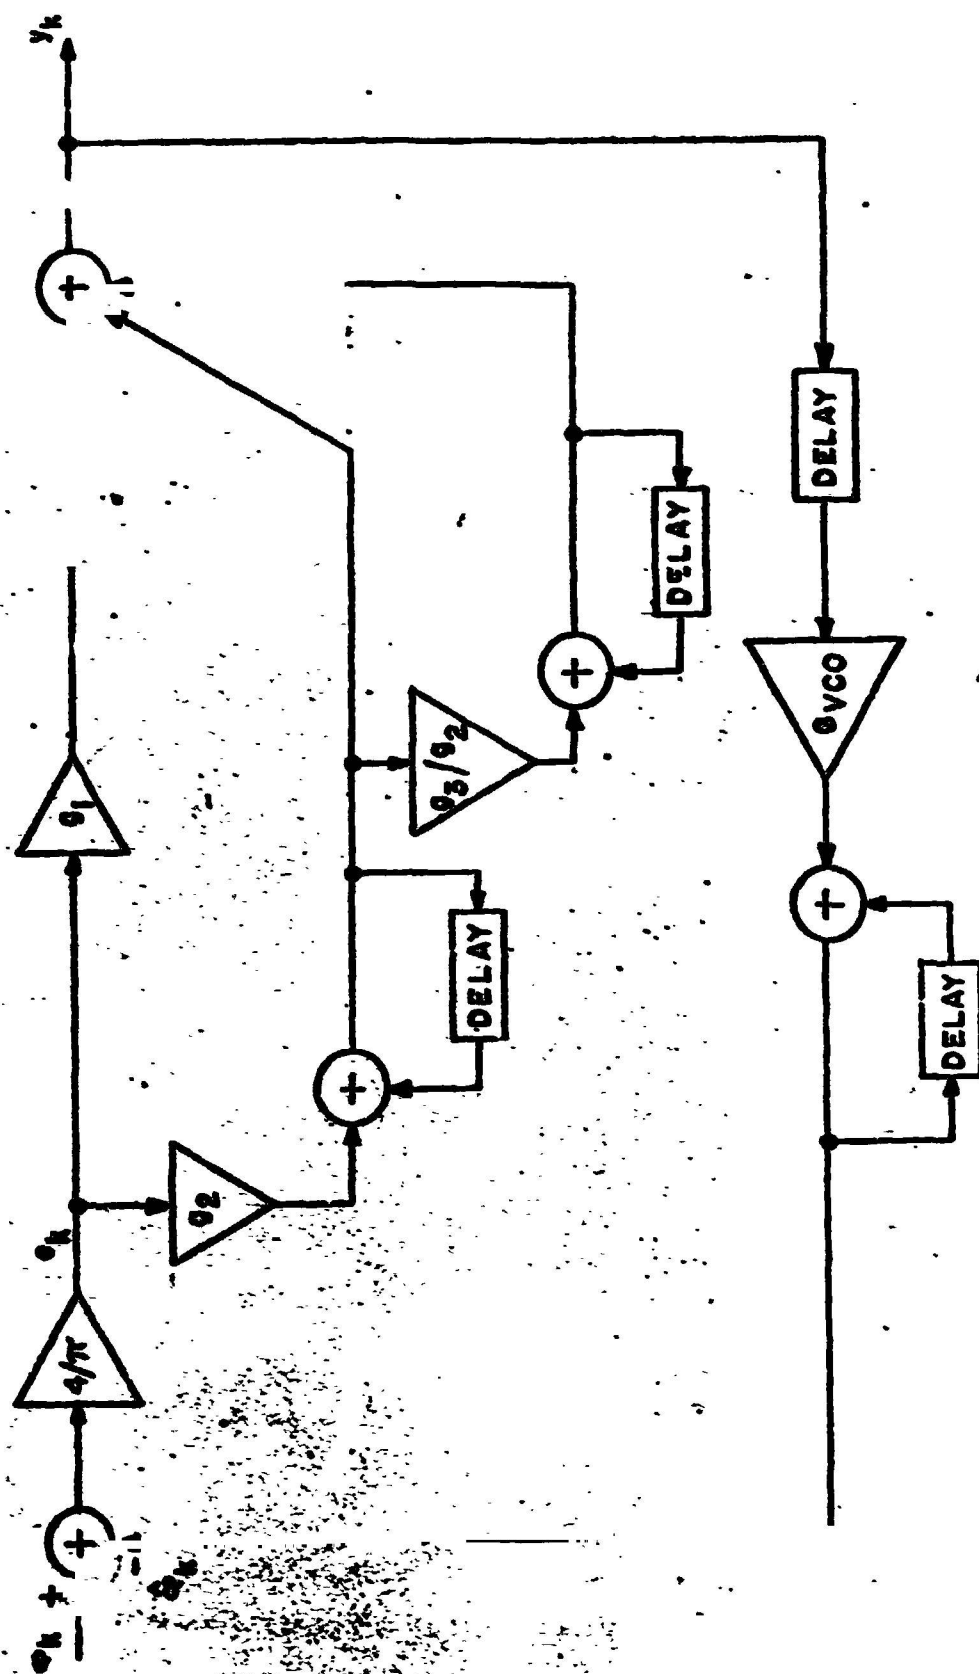 φk
+
+
φ̂k
4/π
ek
g1
+
yk
g2
+
DELAY
g3/g2
+
DELAY
DELAY
GVCO
+
DELAY